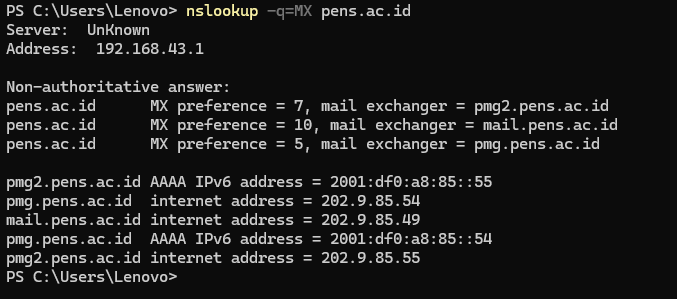 PS C:\Users\Lenovo> nslookup -q=MX pens.ac.id
Server:  UnKnown
Address:  192.168.43.1

Non-authoritative answer:
pens.ac.id      MX preference = 7, mail exchanger = pmg2.pens.ac.id
pens.ac.id      MX preference = 10, mail exchanger = mail.pens.ac.id
pens.ac.id      MX preference = 5, mail exchanger = pmg.pens.ac.id

pmg2.pens.ac.id AAAA IPv6 address = 2001:df0:a8:85::55
pmg.pens.ac.id  internet address = 202.9.85.54
mail.pens.ac.id internet address = 202.9.85.49
pmg.pens.ac.id  AAAA IPv6 address = 2001:df0:a8:85::54
pmg2.pens.ac.id internet address = 202.9.85.55
PS C:\Users\Lenovo>